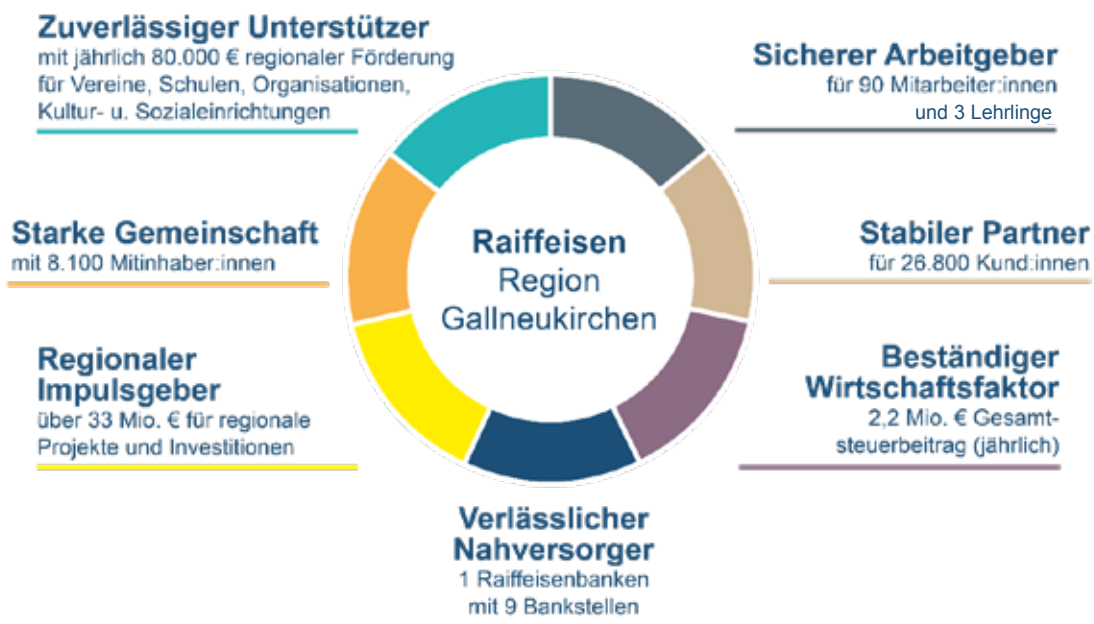 Zuverlässiger Unterstützer
mit jährlich 80.000 € regionaler Förderung
für Vereine, Schulen, Organisationen,
Kultur- u. Sozialeinrichtungen
Sicherer Arbeitgeber
für 90 Mitarbeiter:innen
und 3 Lehrlinge
Starke Gemeinschaft
mit 8.100 Mitinhaber:innen
Raiffeisen
Region
Gallneukirchen
Stabiler Partner
für 26.800 Kund:innen
Regionaler
Impulsgeber
über 33 Mio. € für regionale
Projekte und Investitionen
Beständiger
Wirtschaftsfaktor
2,2 Mio. € Gesamt-
steuerbeitrag (jährlich)
Verlässlicher
Nahversorger
1 Raiffeisenbanken
mit 9 Bankstellen